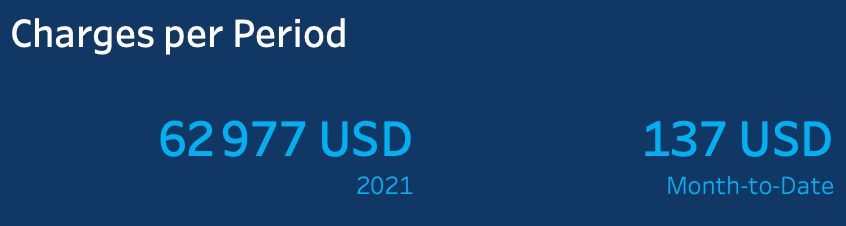 Charges per Period
62 977 USD 137 USD
2021 Month-to-Date